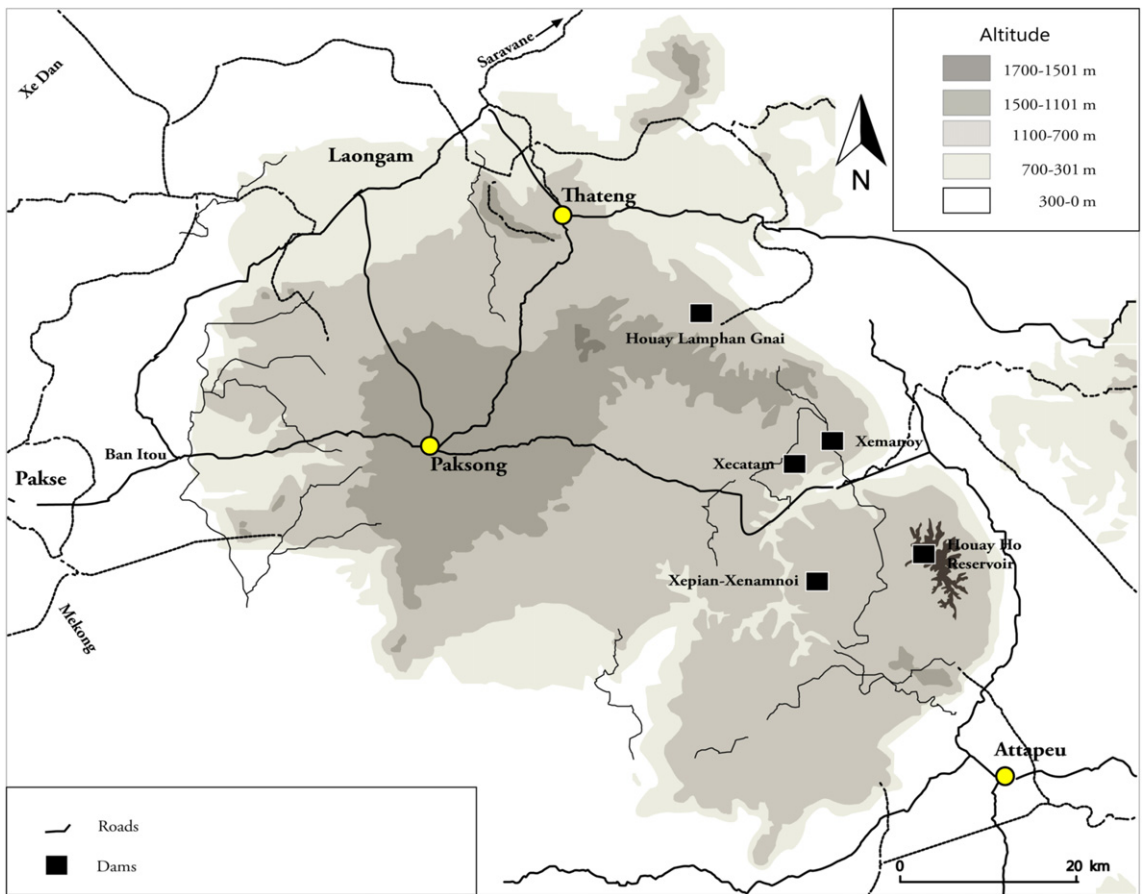 Saravane
Xe Dan
Altitude
1700-1501 m
1500-1101 m
1100-700 m
700-301 m
300-0 m
N
Laongam
Thateng
Houay Lamphan Gnai
Xemanoy
Xecatam
Ban Itou
Paksong
Pakse
Houay Ho
Reservoir
Xepian-Xenamnoi
Mekong
Attapeu
Roads
Dams
0 20 km